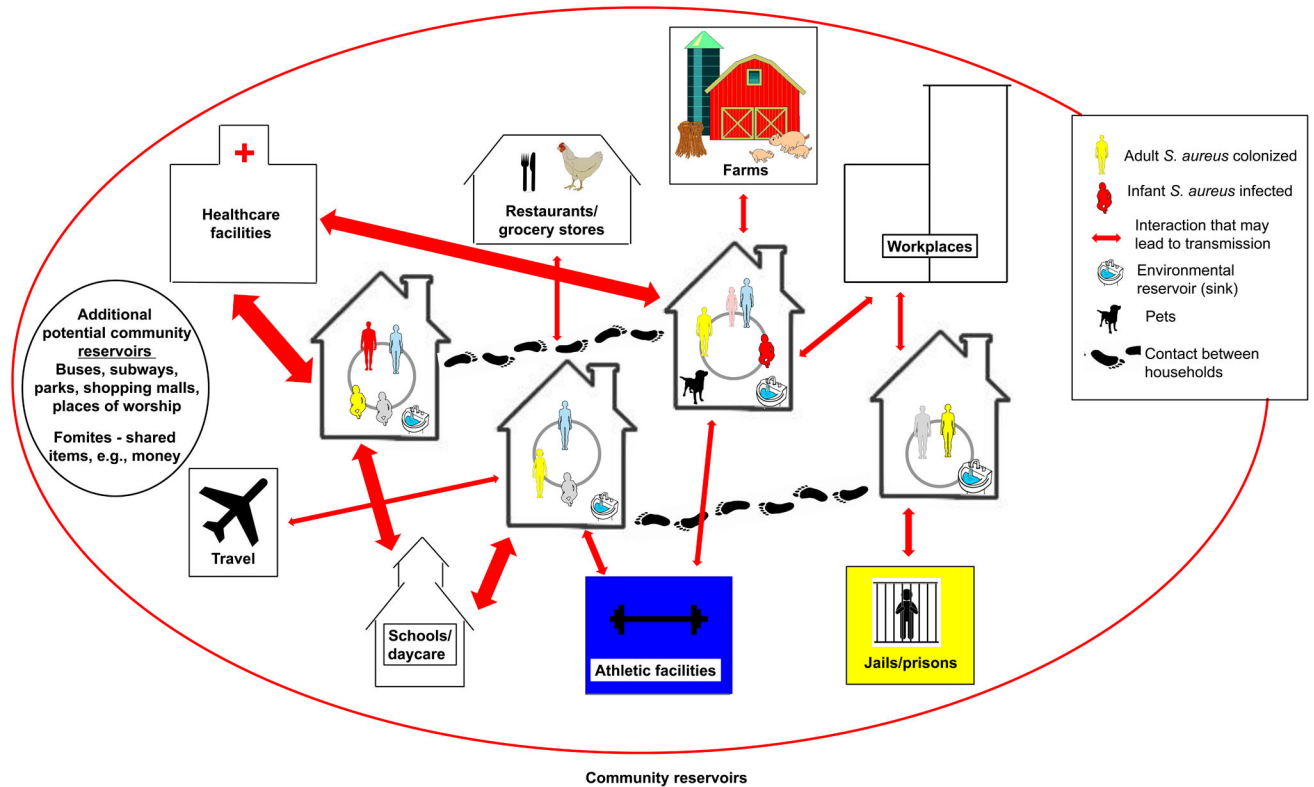 Farms
Healthcare
facilities
Restaurants/
grocery stores
Workplaces
Adult S. aureus colonized
Infant S. aureus infected
Interaction that may
lead to transmission
Environmental
reservoir (sink)
Pets
Contact between
households
Additional
potential community
reservoirs
Buses, subways,
parks, shopping malls,
places of worship
Fomites - shared
items, e.g., money
Travel
Schools/
daycare
Athletic facilities
Jails/prisons
Community reservoirs